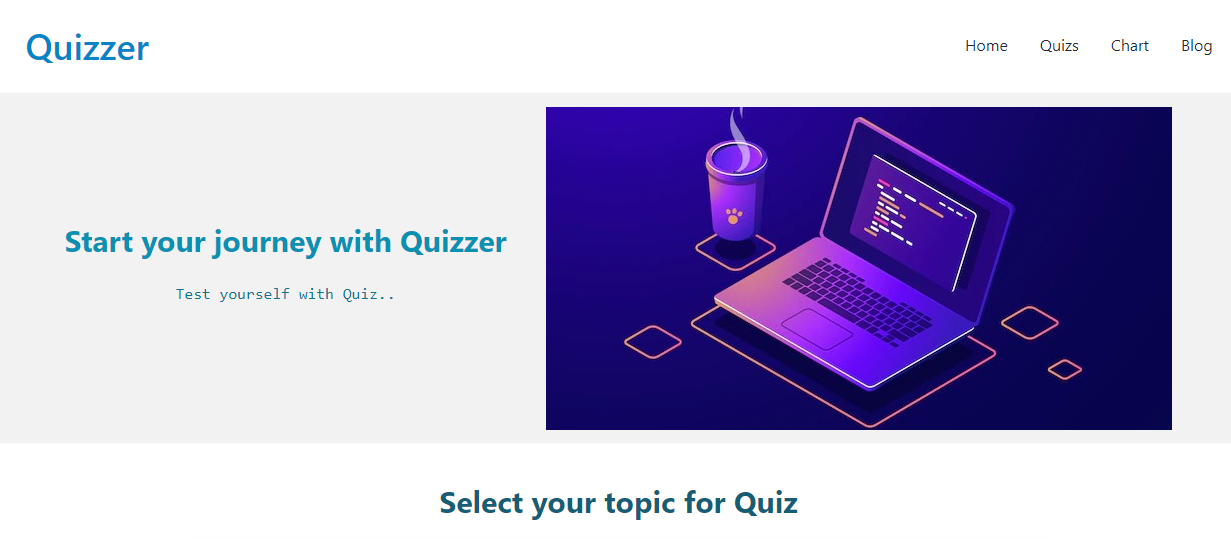 Quizzer
Home Quizs Chart Blog
Start your journey with Quizzer
Test yourself with Quiz..
Select your topic for Quiz